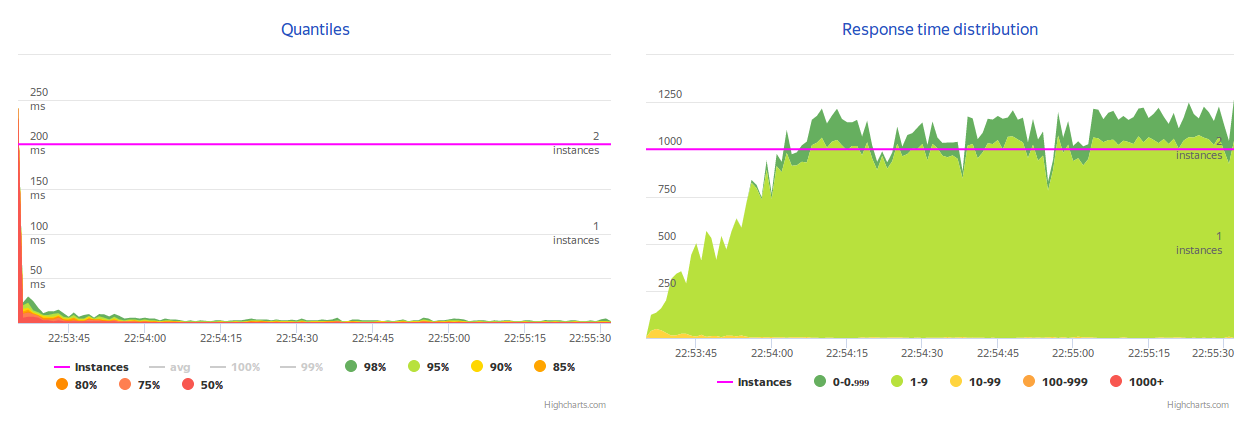 Quantiles
250
ms
200
ms
150
ms
100
ms
50
ms
2
instances
1
instances
22:53:45 22:54:00 22:54:15 22:54:30 22:54:45 22:55:00 22:55:15 22:55:30
Instances avg 100% 99% 98% 95% 90% 85%
80% 75% 50%
Highcharts.com
Response time distribution
1250
1000
750
500
250
2
instances
1
instances
22:53:45 22:54:00 22:54:15 22:54:30 22:54:45 22:55:00 22:55:15 22:55:30
Instances 0-0.999 1-9 10-99 100-999 1000+
Highcharts.com